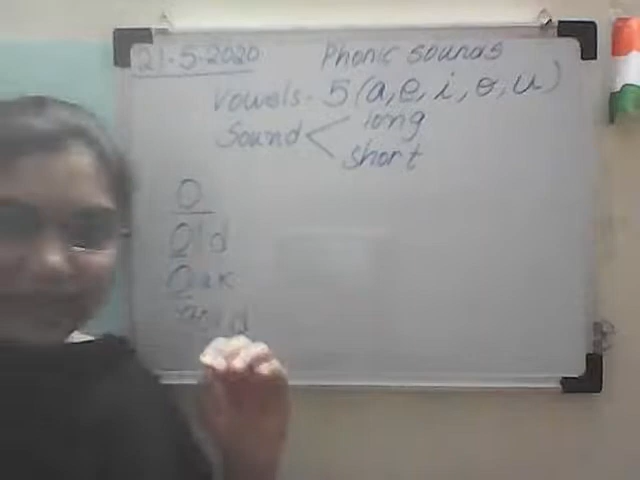 21-5-2020 Phonic sounds
Vowels - 5 (a, e, i, o, u)
Sound < long
short
O
Old
Oak